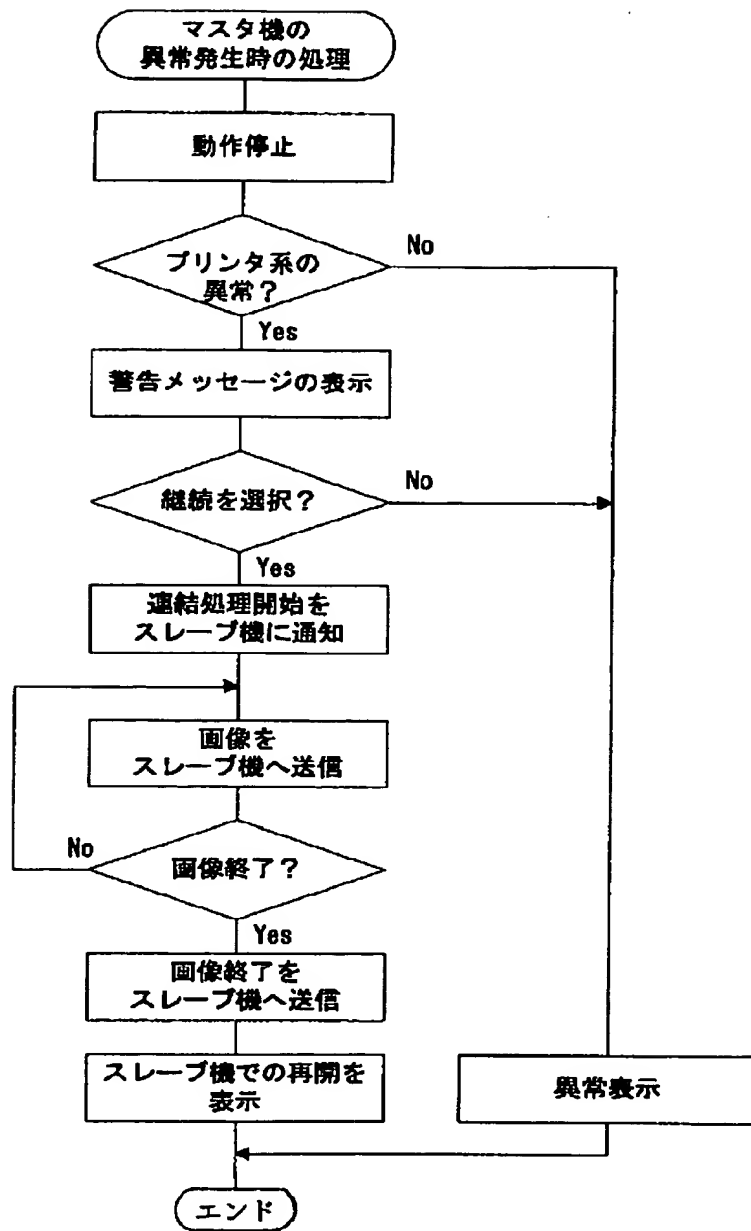 マスタ機の
異常発生時の処理
動作停止
プリンタ系の
異常？
No
Yes
警告メッセージの表示
継続を選択？
No
Yes
連結処理開始を
スレーブ機に通知
画像を
スレーブ機へ送信
画像終了？
No
Yes
画像終了を
スレーブ機へ送信
スレーブ機での再開を
表示
異常表示
エンド